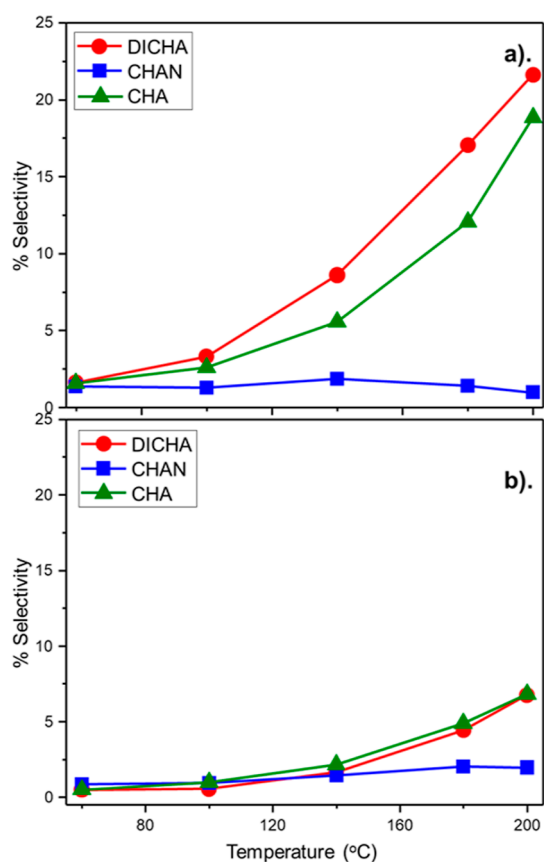 25
20
15
10
5
0
% Selectivity
DICHA
CHAN
CHA
a).
25
20
15
10
5
0
% Selectivity
DICHA
CHAN
CHA
b).
80
120
160
200
Temperature (°C)